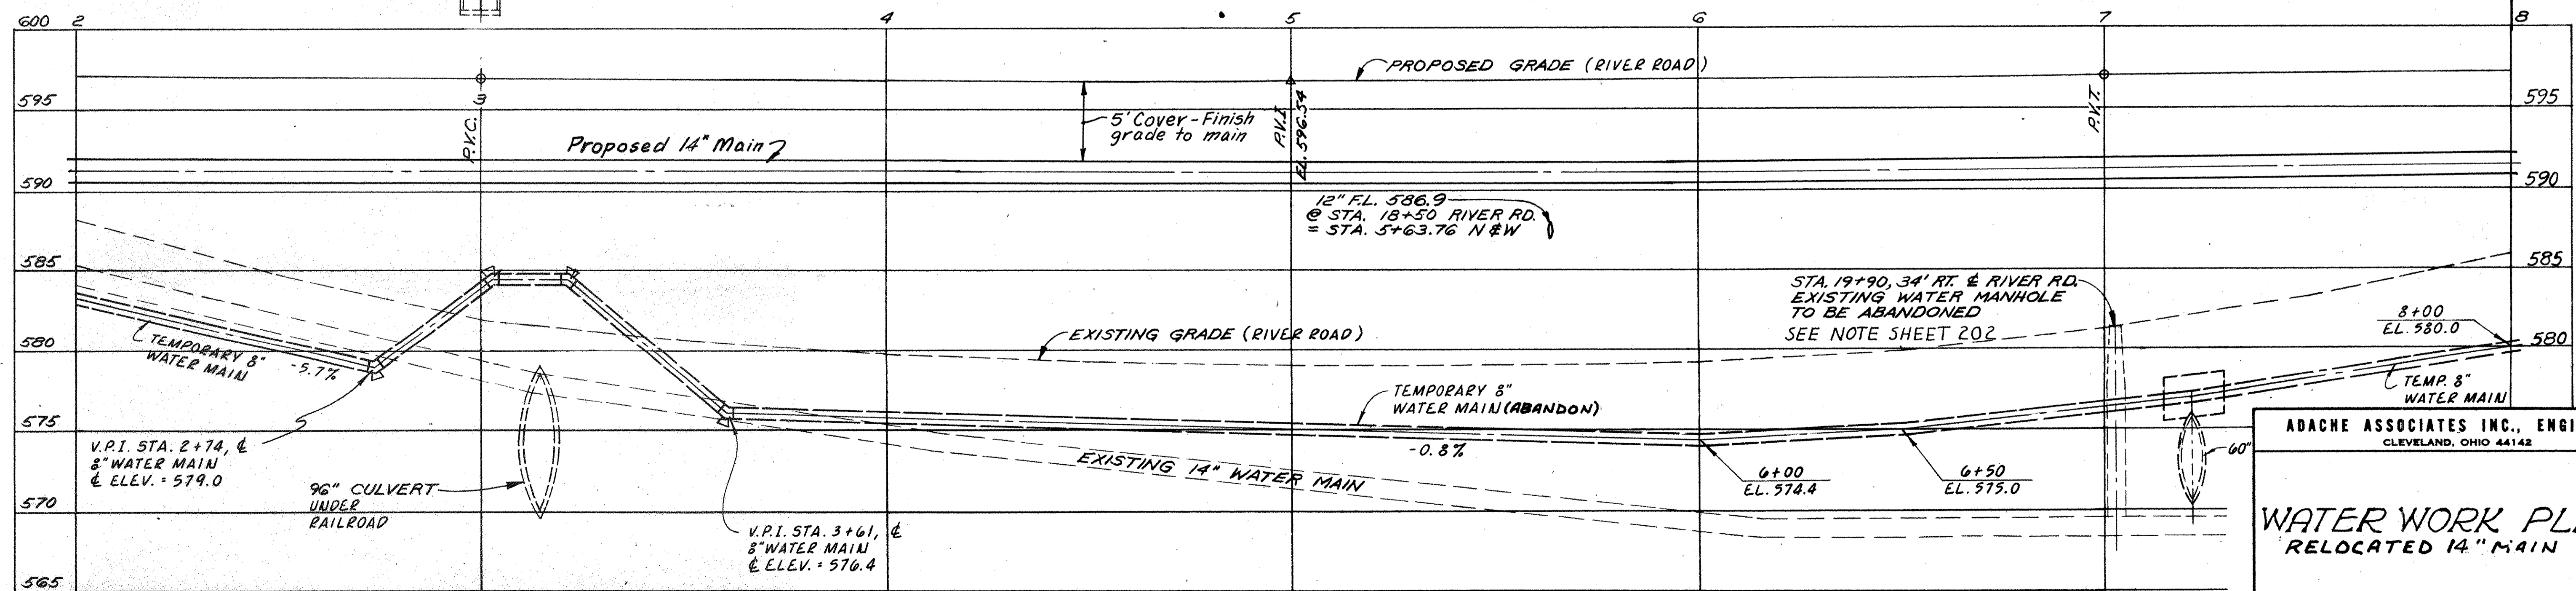 600 2 4 5 6 7 8
PROPOSED GRADE (RIVER ROAD)
595
3
P.V.C.
5' Cover-Finish
grade to main
P.V.I.
EL. 596.54
P.V.T.
595
Proposed 14" Main
590
590
12" F.L. 586.9
@ STA. 18+50 RIVER RD.
= STA. 5+63.76 N & W
585
585
STA. 19+90, 34' RT. ℄ RIVER RD.
EXISTING WATER MANHOLE
TO BE ABANDONED
SEE NOTE SHEET 202
8+00
EL. 580.0
EXISTING GRADE (RIVER ROAD)
580
580
TEMPORARY 8"
WATER MAIN
-5.7%
TEMPORARY 8"
WATER MAIN (ABANDON)
TEMP. 8"
WATER MAIN
575
V.P.I. STA. 2+74, ℄
8" WATER MAIN
℄ ELEV. = 579.0
-0.8%
EXISTING 14" WATER MAIN
6+00
EL. 574.4
6+50
EL. 575.0
60"
96" CULVERT
UNDER
RAILROAD
570
V.P.I. STA. 3+61, ℄
8" WATER MAIN
℄ ELEV. = 576.4
565
ADACHE ASSOCIATES INC., ENGI
CLEVELAND, OHIO 44142
WATER WORK PL
RELOCATED 14" MAIN